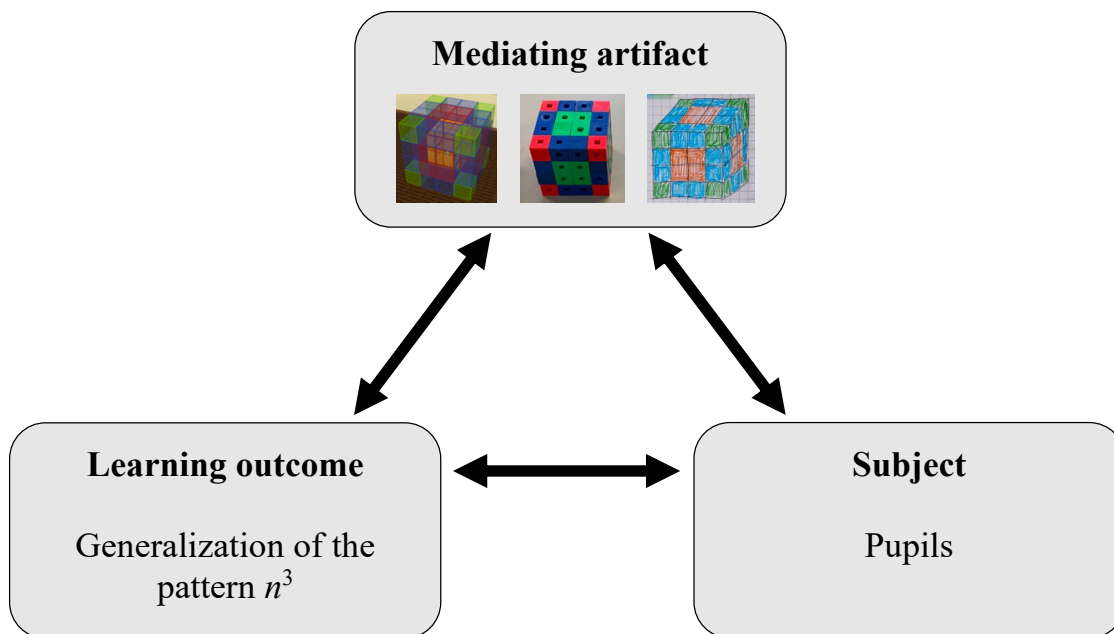 Mediating artifact
Learning outcome
Generalization of the
pattern n³
Subject
Pupils